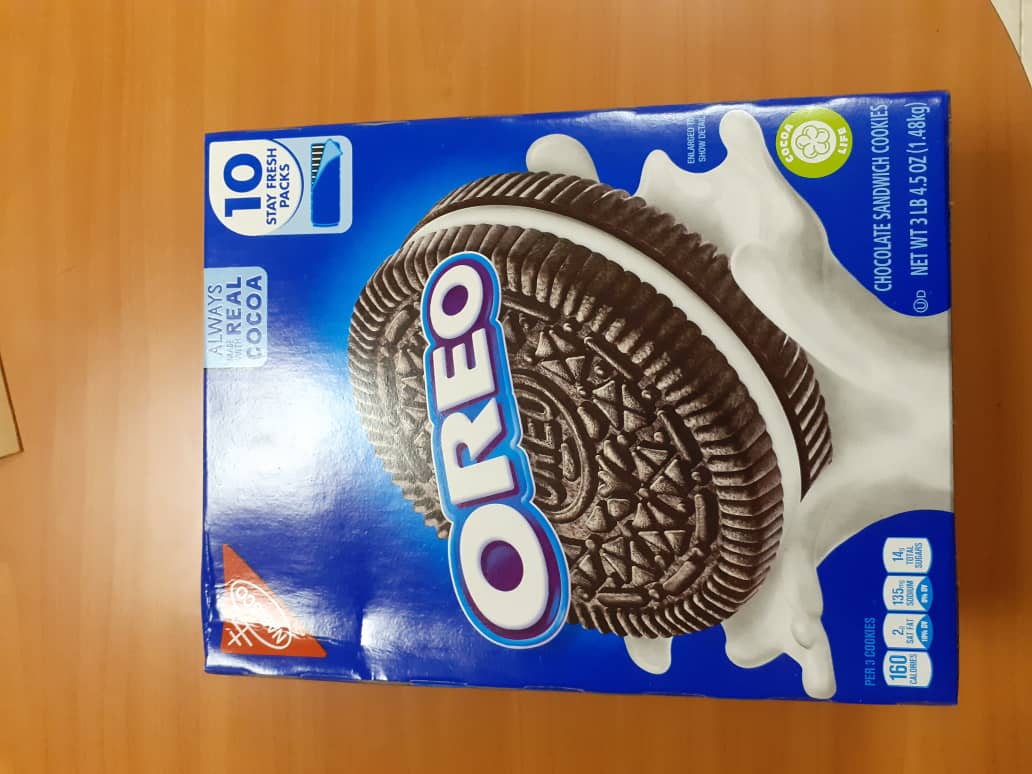 NABISCO
ALWAYS
MADE
WITH REAL
COCOA
10
STAY FRESH
PACKS
OREO
OREO
ENLARGED TO
SHOW DETAIL
COCOA
LIFE
PER 3 COOKIES
160
CALORIES
2g
SAT FAT
10% DV
135mg
SODIUM
6% DV
14g
TOTAL
SUGARS
CHOCOLATE SANDWICH COOKIES
UD NET WT 3 LB 4.5 OZ (1.48kg)